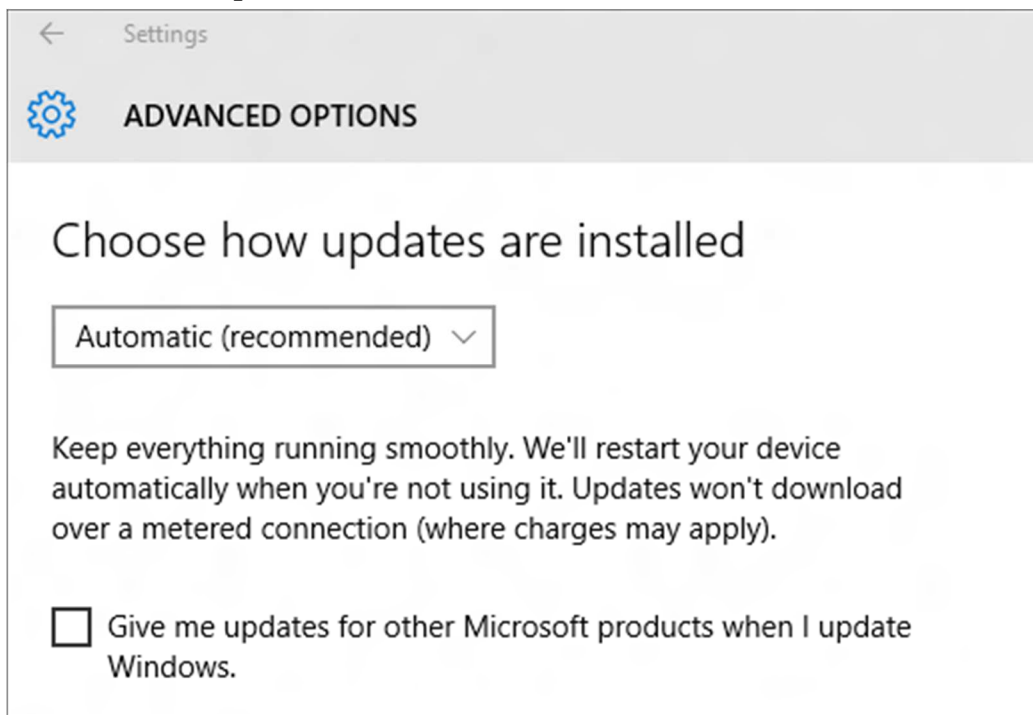 Settings
ADVANCED OPTIONS
Choose how updates are installed
Automatic (recommended)
Keep everything running smoothly. We'll restart your device
automatically when you're not using it. Updates won't download
over a metered connection (where charges may apply).
Give me updates for other Microsoft products when I update
Windows.